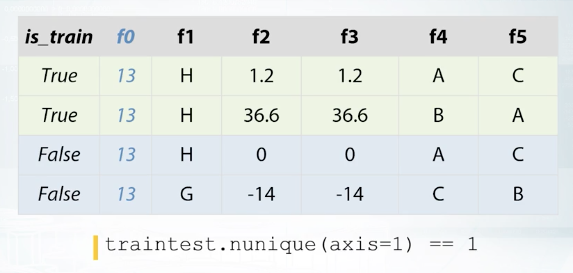 is_train f0 f1 f2 f3 f4 f5
True 13 H 1.2 1.2 A C
True 13 H 36.6 36.6 B A
False 13 H 0 0 A C
False 13 G -14 -14 C B
traintest.nunique(axis=1) == 1